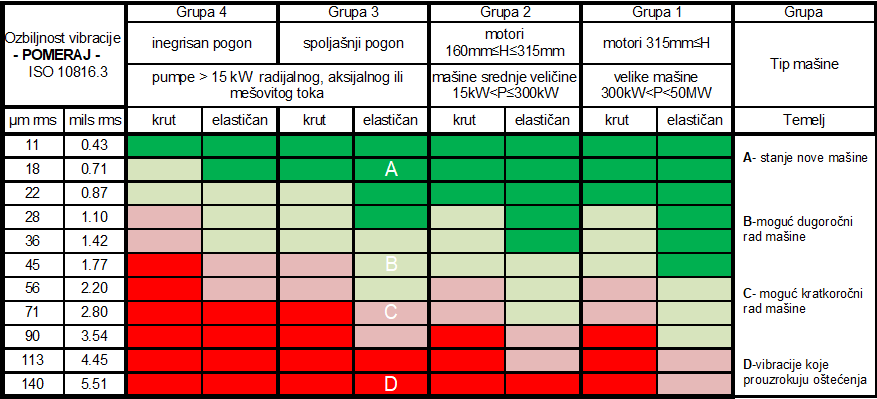 Grupa 4 Grupa 3 Grupa 2 Grupa 1 Grupa
Ozbiljnost vibracije
- POMERAJ -
ISO 10816.3
inegrisan pogon spoljašnji pogon motori
160mm≤H≤315mm motori 315mm≤H Tip mašine
pumpe > 15 kW radijalnog, aksijalnog ili
mešovitog toka
mašine srednje veličine
15kW<P≤300kW
velike mašine
300kW<P<50MW
µm rms mils rms krut elastičan krut elastičan krut elastičan krut elastičan Temelj
11 0.43
18 0.71 A
22 0.87
28 1.10
36 1.42
45 1.77 B
56 2.20
71 2.80 C
90 3.54
113 4.45
140 5.51 D
A- stanje nove mašine
B-moguć dugoročni
rad mašine
C- moguć kratkoročni
rad mašine
D-vibracije koje
prouzrokuju oštećenja